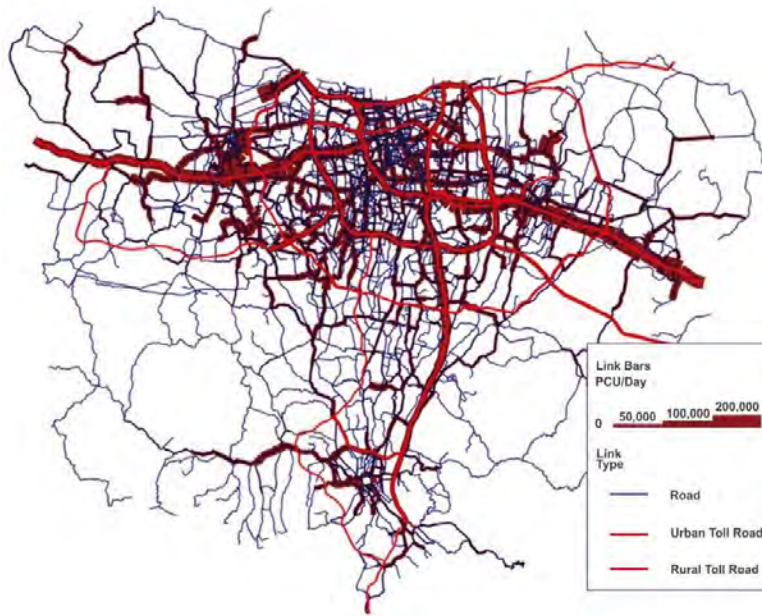 Link Bars
PCU/Day
0 50,000 100,000 200,000
Link
Type
Road
Urban Toll Road
Rural Toll Road